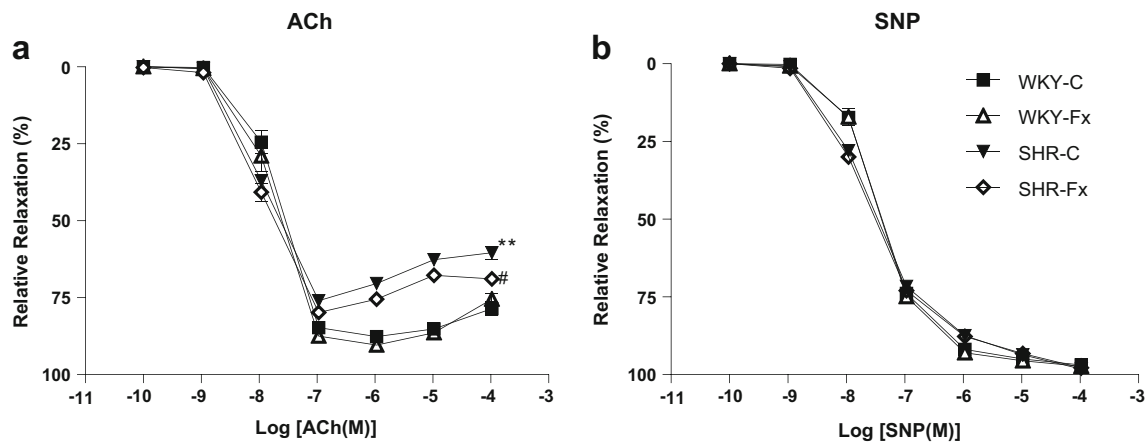 ACh
SNP
a
b
0
25
50
75
100
Relative Relaxation (%)
-11 -10 -9 -8 -7 -6 -5 -4 -3
Log [ACh(M)]
**
#
0
25
50
75
100
Relative Relaxation (%)
-11 -10 -9 -8 -7 -6 -5 -4 -3
Log [SNP(M)]
WKY-C
WKY-Fx
SHR-C
SHR-Fx